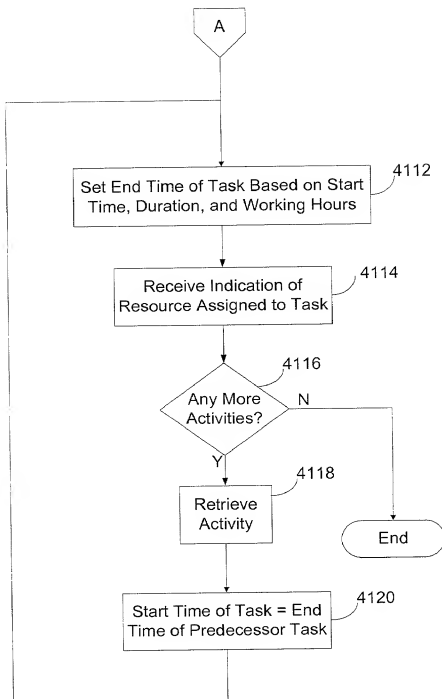 A
Set End Time of Task Based on Start
Time, Duration, and Working Hours
4112
Receive Indication of
Resource Assigned to Task
4114
4116
Any More
Activities?
N
Y
4118
Retrieve
Activity
End
Start Time of Task = End
Time of Predecessor Task
4120